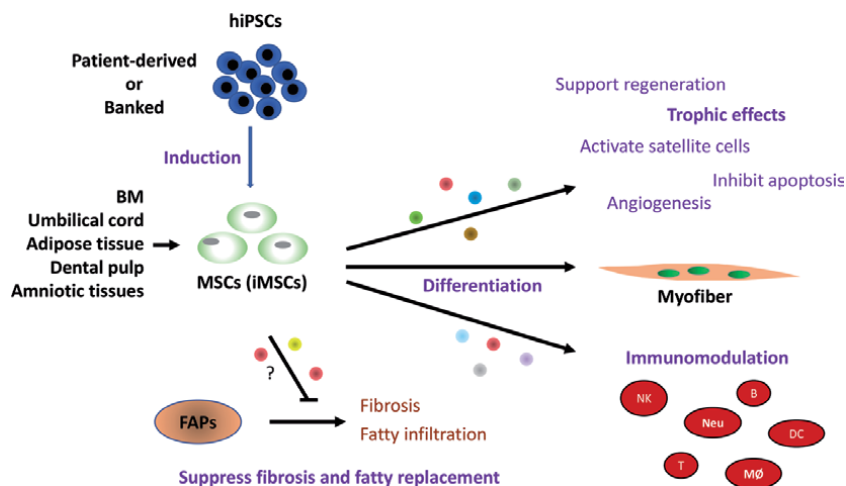 hiPSCs
Patient-derived
or
Banked
Induction
BM
Umbilical cord
Adipose tissue
Dental pulp
Amniotic tissues
MSCs (iMSCs)
Support regeneration
Trophic effects
Activate satellite cells
Inhibit apoptosis
Angiogenesis
Differentiation
Myofiber
Immunomodulation
NK
B
Neu
DC
T
MØ
?
FAPs
Fibrosis
Fatty infiltration
Suppress fibrosis and fatty replacement